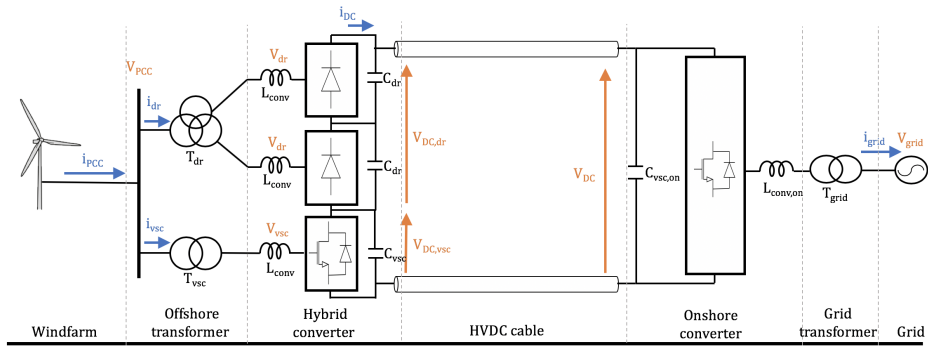 i_DC
V_PCC
i_dr
T_dr
V_dr
L_conv
C_dr
V_DC,dr
i_PCC
V_dr
L_conv
C_dr
V_DC
C_vsc,on
L_conv,on
T_grid
i_grid
V_grid
i_vsc
T_vsc
V_vsc
L_conv
C_vsc
V_DC,vsc
Windfarm
Offshore
transformer
Hybrid
converter
HVDC cable
Onshore
converter
Grid
transformer
Grid